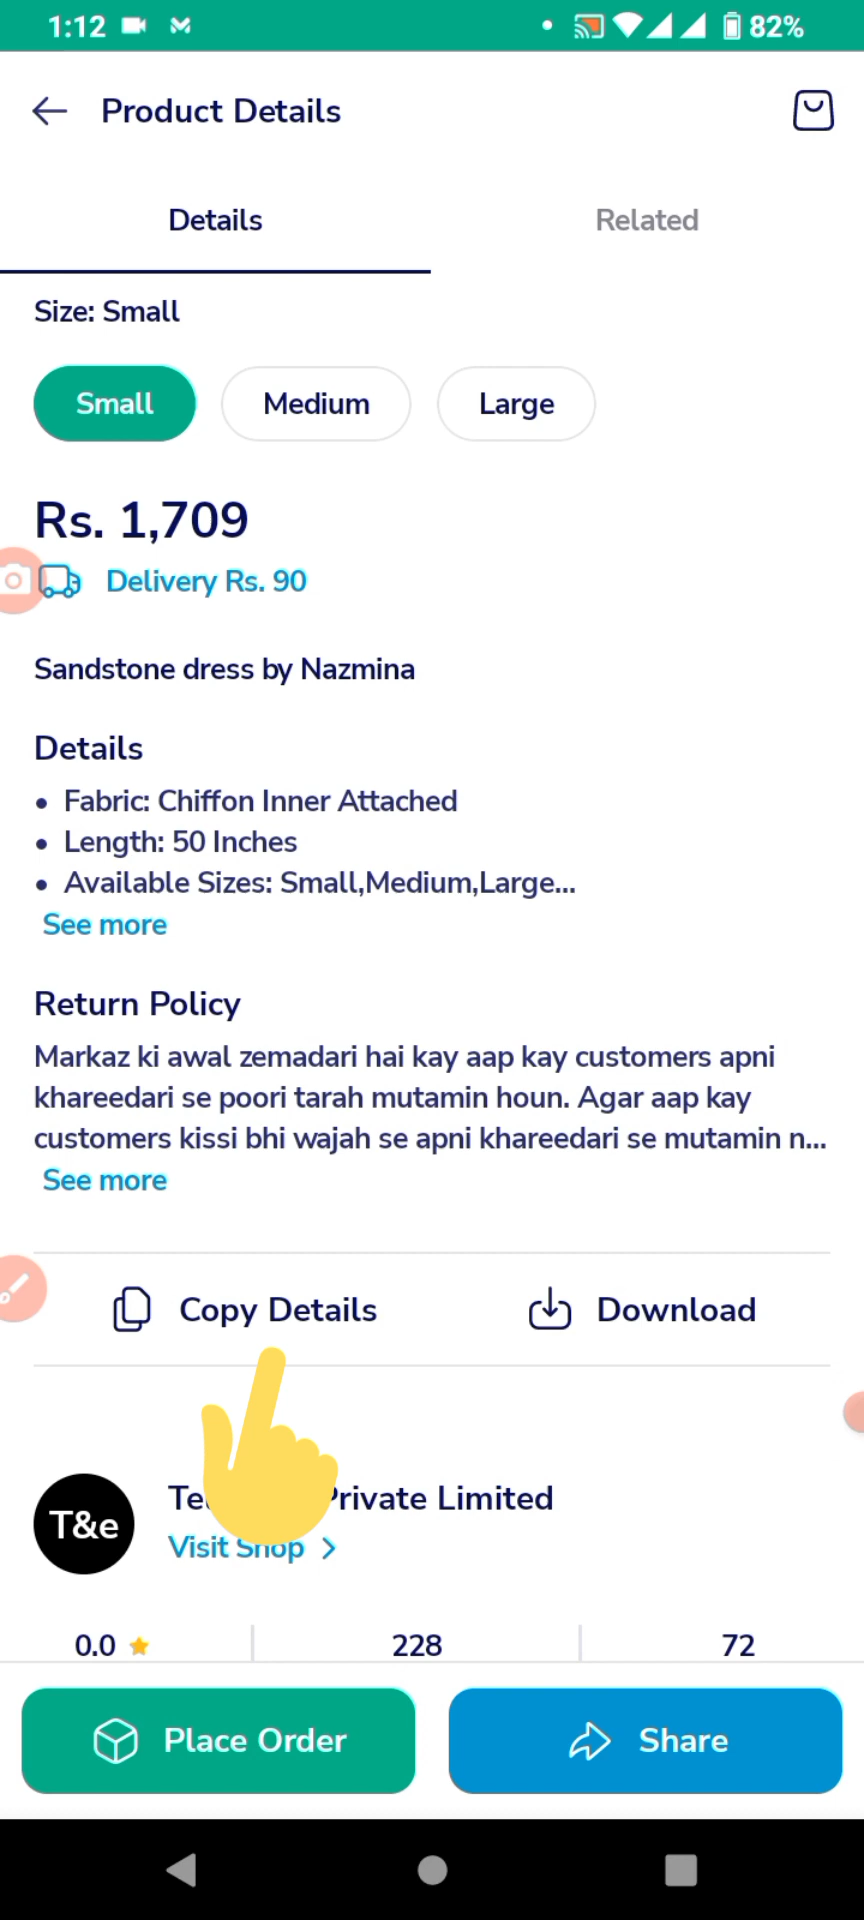 1:12
82%
Product Details
Details
Related
Size: Small
Small
Medium
Large
Rs. 1,709
Delivery Rs. 90
Sandstone dress by Nazmina
Details
• Fabric: Chiffon Inner Attached
• Length: 50 Inches
• Available Sizes: Small,Medium,Large...
See more
Return Policy
Markaz ki awal zemadari hai kay aap kay customers apni
khareedari se poori tarah mutamin houn. Agar aap kay
customers kissi bhi wajah se apni khareedari se mutamin n...
See more
Copy Details
Download
T&e
Private Limited
Visit Shop
0.0
228
72
Place Order
Share